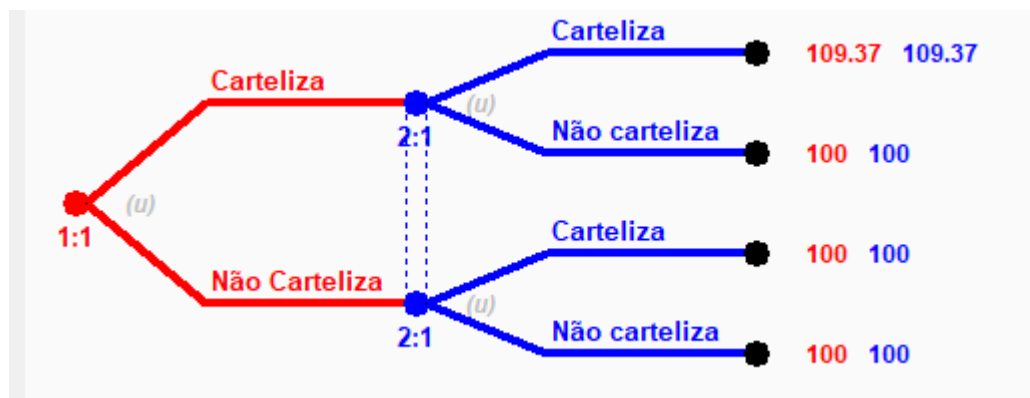 Carteliza
109.37 109.37
Carteliza
(u)
2:1
Não carteliza
100 100
(u)
1:1
Carteliza
100 100
Não Carteliza
(u)
2:1
Não carteliza
100 100